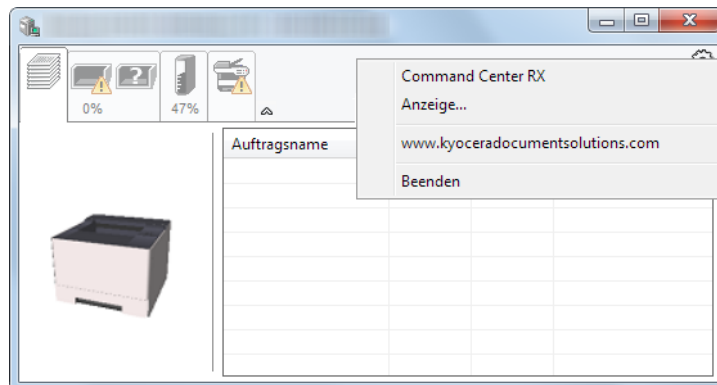 0%
47%
Auftragsname
Command Center RX
Anzeige...
www.kyoceradocumentsolutions.com
Beenden